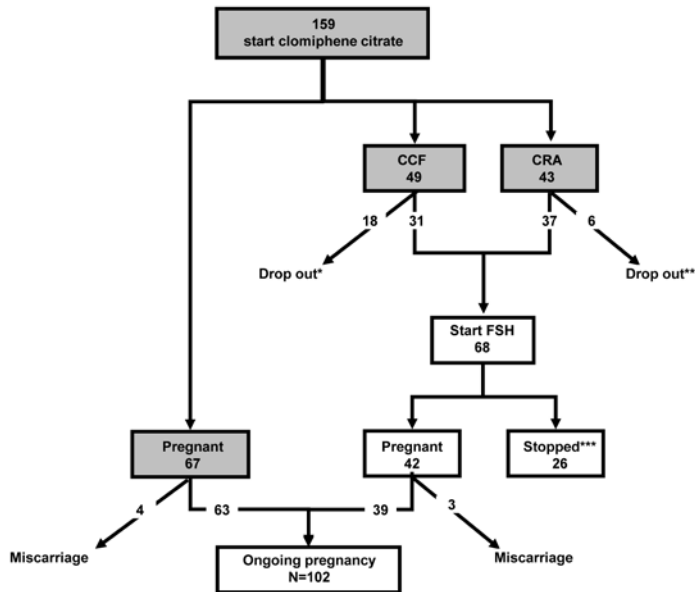 159
start clomiphene citrate
CCF
49
CRA
43
18
31
37
6
Drop out*
Drop out**
Start FSH
68
Pregnant
67
Pregnant
42
Stopped***
26
4
63
39
3
Miscarriage
Miscarriage
Ongoing pregnancy
N=102